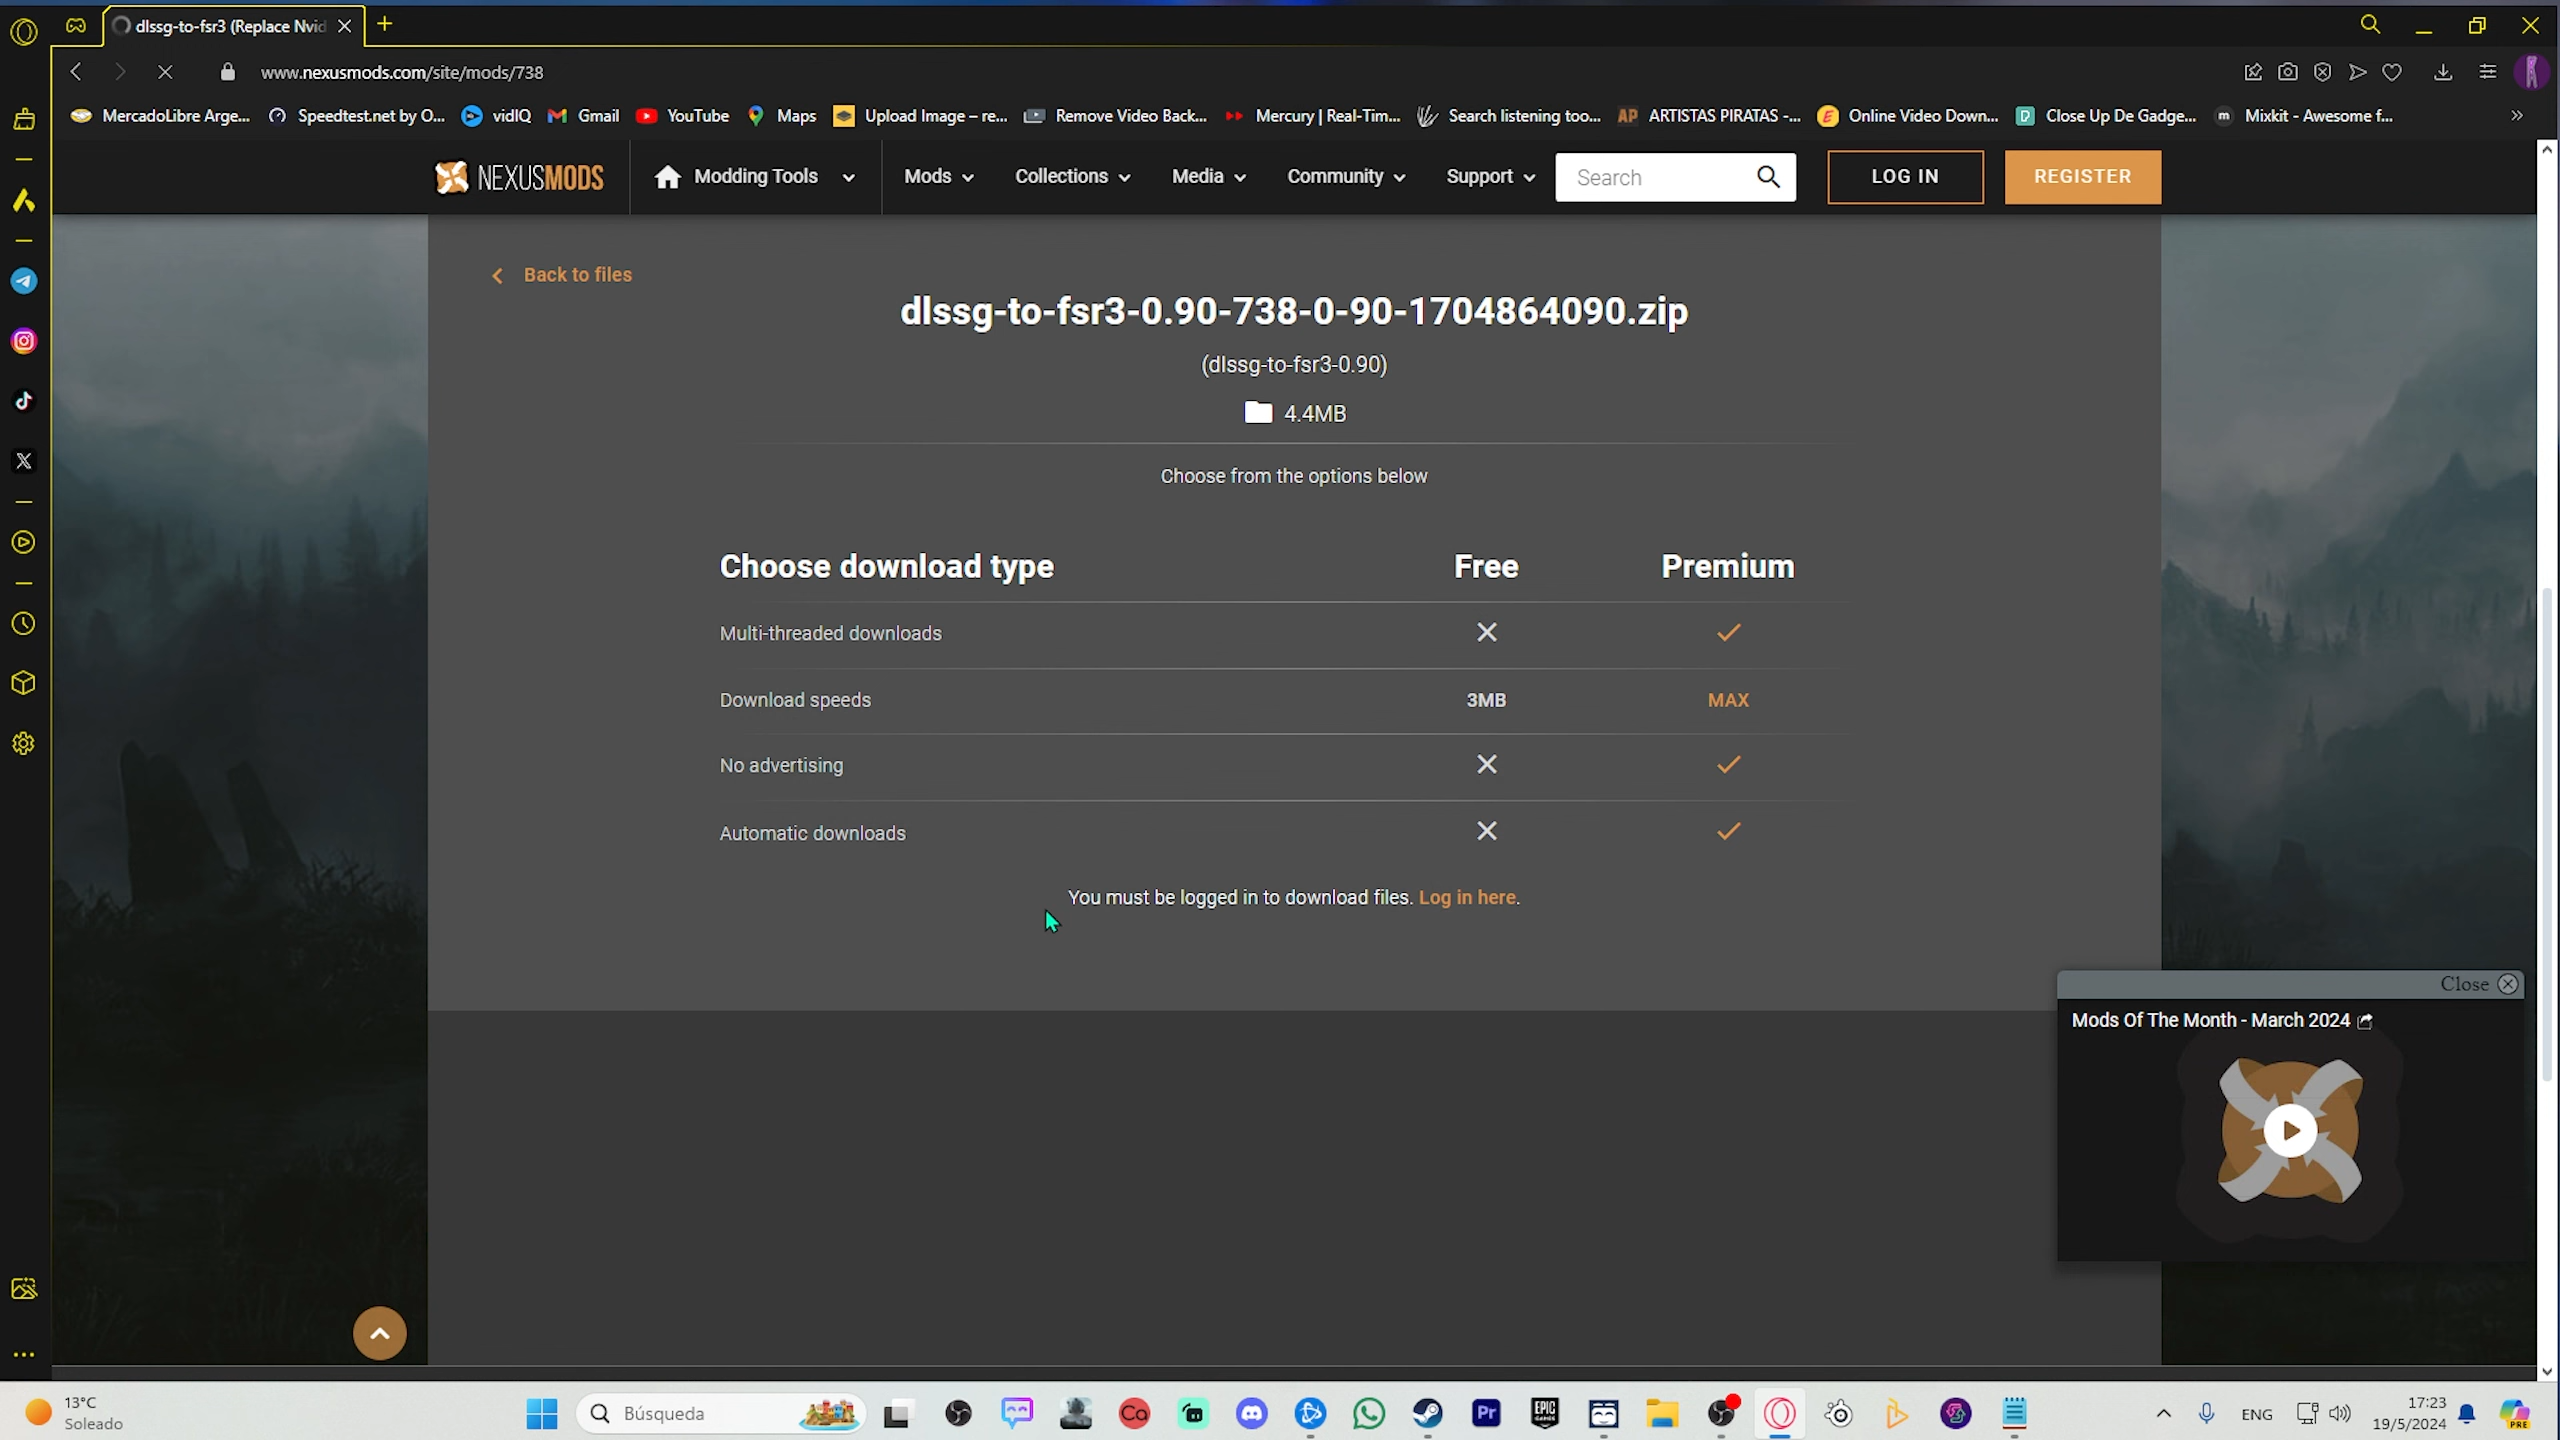 dlssg-to-fsr3 (Replace Nvid
www.nexusmods.com/site/mods/738
MercadoLibre Arge... Speedtest.net by O... vidIQ Gmail YouTube Maps Upload Image – re... Remove Video Back... Mercury | Real-Tim... Search listening too... AP ARTISTAS PIRATAS -... Online Video Down... Close Up De Gadge... Mixkit - Awesome f...
NEXUSMODS Modding Tools Mods Collections Media Community Support Search LOG IN REGISTER
Back to files
dlssg-to-fsr3-0.90-738-0-90-1704864090.zip
(dlssg-to-fsr3-0.90)
4.4MB
Choose from the options below
Choose download type Free Premium
Multi-threaded downloads
Download speeds 3MB MAX
No advertising
Automatic downloads
You must be logged in to download files. Log in here.
Close
Mods Of The Month - March 2024
13°C
Soleado
Búsqueda
Ca
Pr
EPIC GAMES
ENG
17:23
19/5/2024
PRE